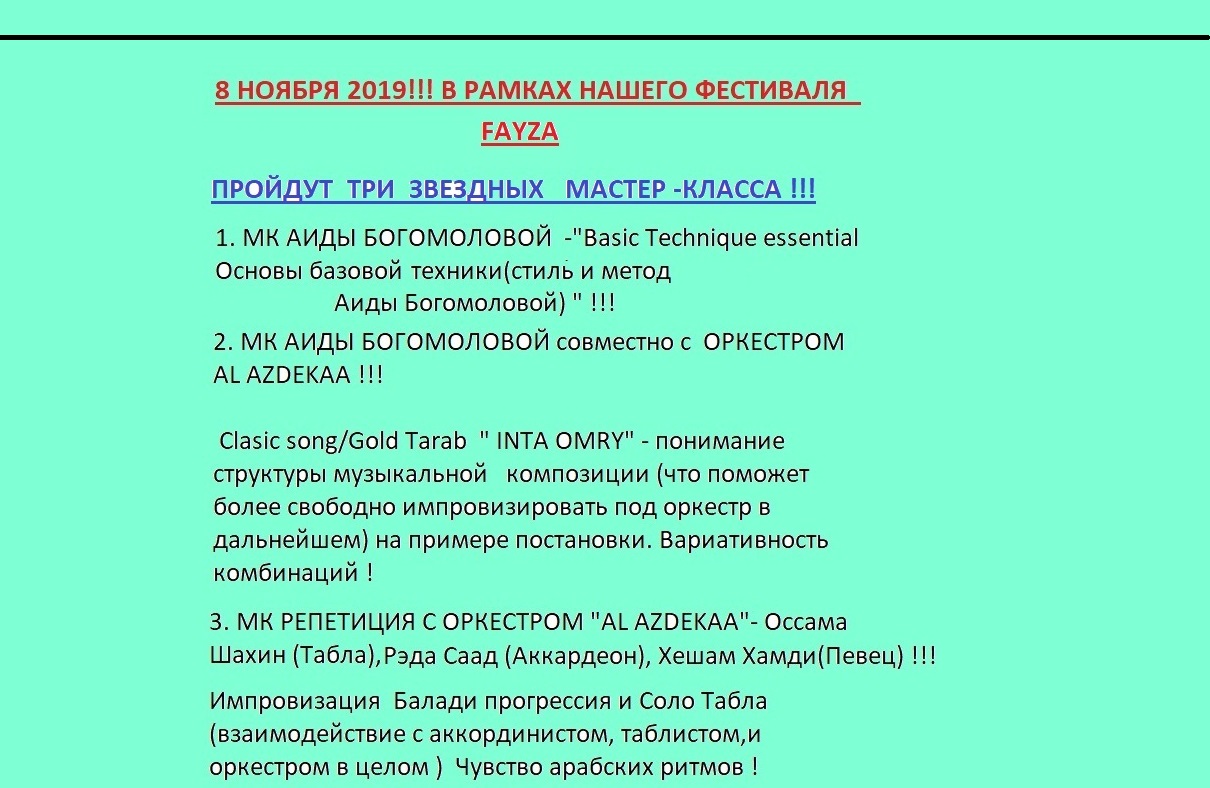 8 НОЯБРЯ 2019!!! В РАМКАХ НАШЕГО ФЕСТИВАЛЯ
FAYZA
ПРОЙДУТ ТРИ ЗВЕЗДНЫХ МАСТЕР -КЛАССА !!!
1. МК АИДЫ БОГОМОЛОВОЙ -"Basic Technique essential
Основы базовой техники(стиль и метод
Аиды Богомоловой) " !!!
2. МК АИДЫ БОГОМОЛОВОЙ совместно с ОРКЕСТРОМ
AL AZDEKAA !!!
Clasic song/Gold Tarab " INTA OMRY" - понимание
структуры музыкальной композиции (что поможет
более свободно импровизировать под оркестр в
дальнейшем) на примере постановки. Вариативность
комбинаций !
3. МК РЕПЕТИЦИЯ С ОРКЕСТРОМ "AL AZDEKAA"- Оссама
Шахин (Табла),Рэда Саад (Аккардеон), Хешам Хамди(Певец) !!!
Импровизация Балади прогрессия и Соло Табла
(взаимодействие с аккординистом, таблистом,и
оркестром в целом ) Чувство арабских ритмов !